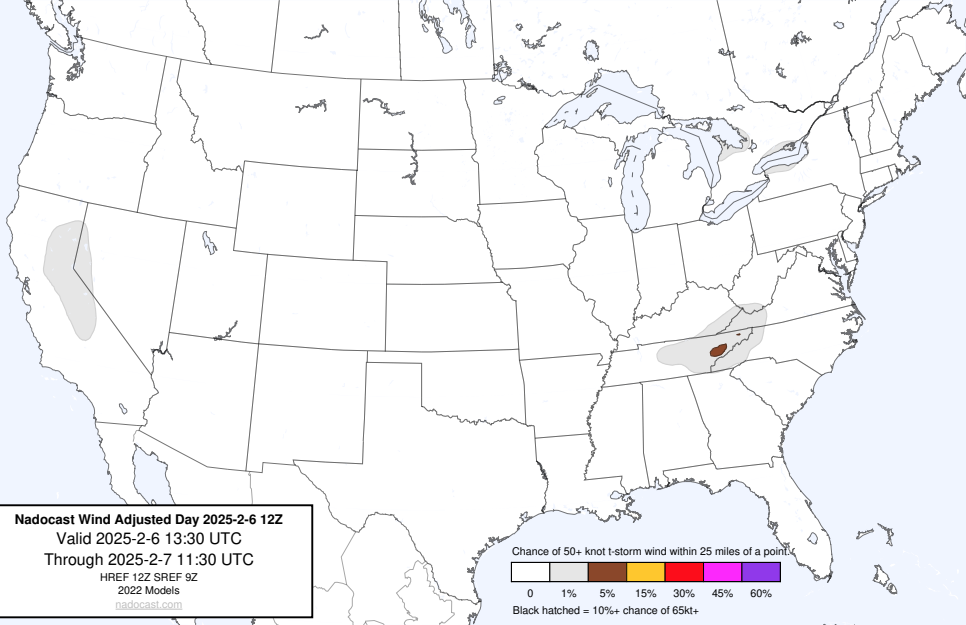 Nadocast Wind Adjusted Day 2025-2-6 12Z
Valid 2025-2-6 13:30 UTC
Through 2025-2-7 11:30 UTC
HREF 12Z SREF 9Z
2022 Models
nadocast.com
Chance of 50+ knot t-storm wind within 25 miles of a point.
0 1% 5% 15% 30% 45% 60%
Black hatched = 10%+ chance of 65kt+